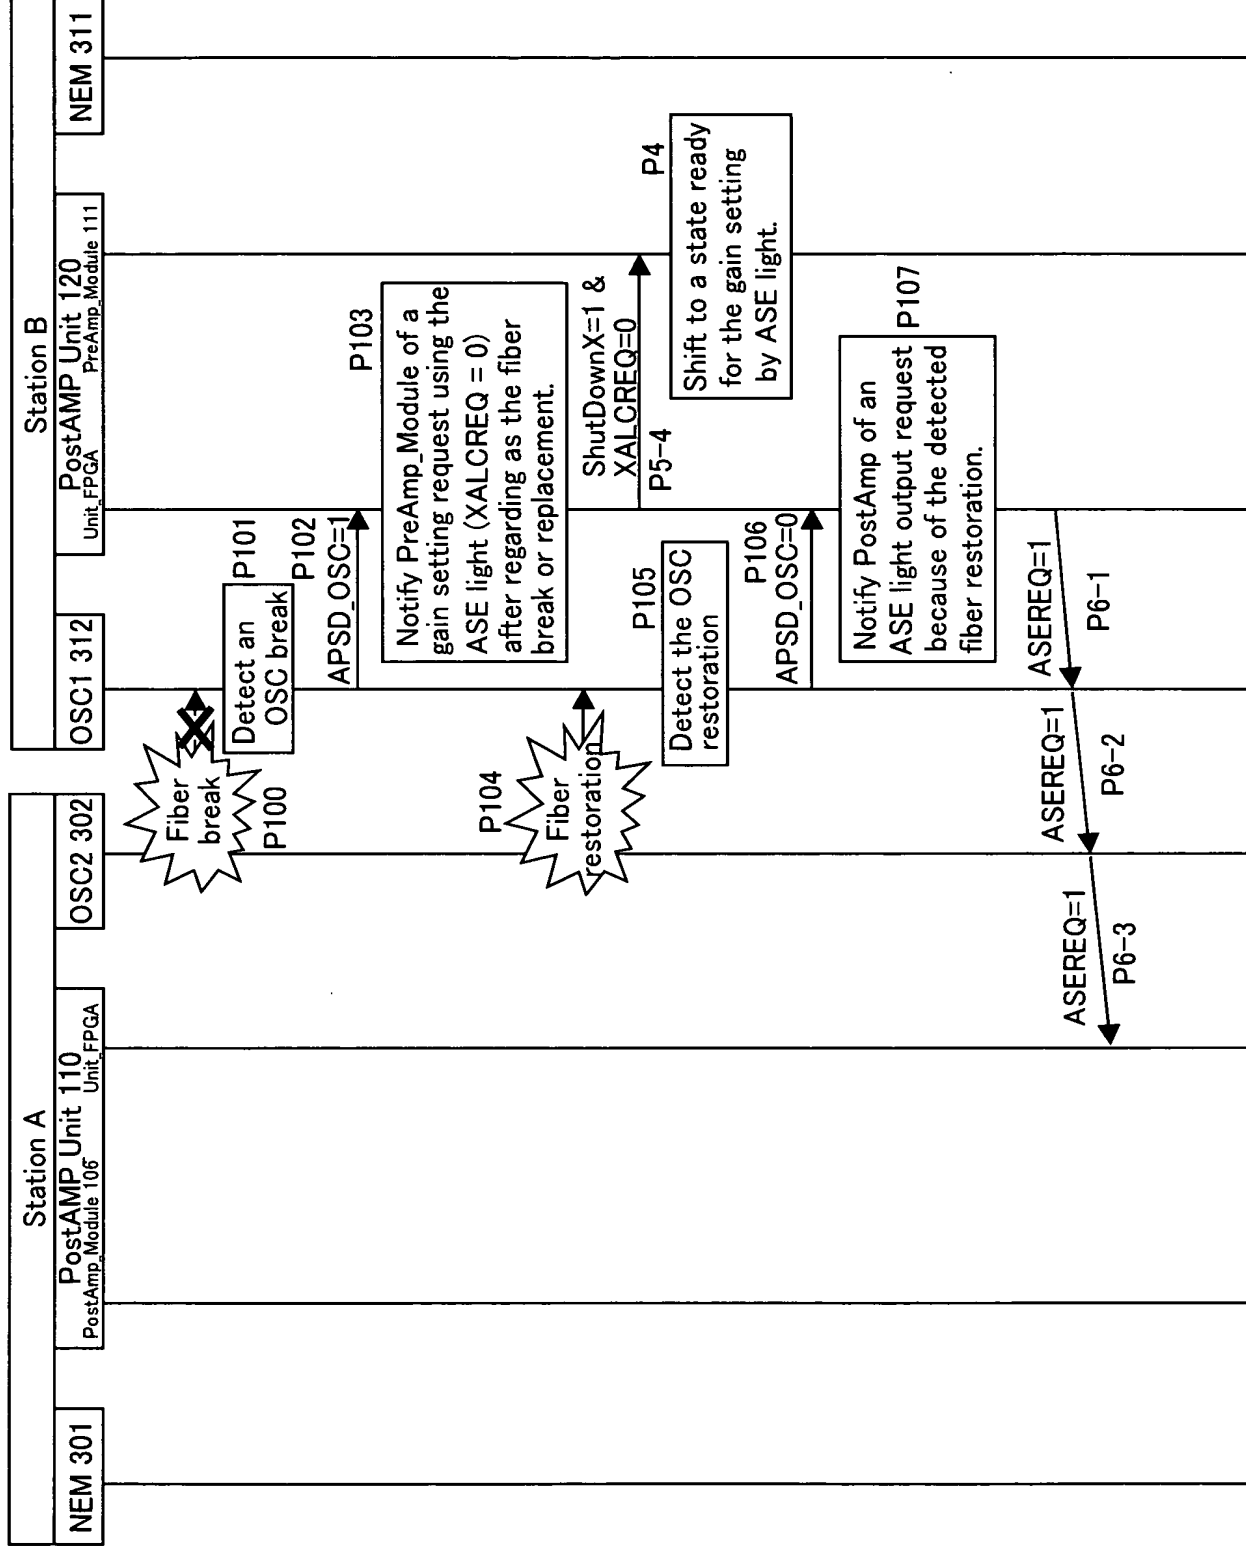 Station A
NEM 301
PostAMP Unit 110
PostAmp_Module 106
Unit_FPGA
OSC2 302
Station B
OSC1 312
PostAMP Unit 120
Unit_FPGA
PreAmp_Module 111
NEM 311
Fiber
break
P100
Detect an
OSC break
P101
P102
APSD_OSC=1
P103
Notify PreAmp_Module of a
gain setting request using the
ASE light (XALCREQ = 0)
after regarding as the fiber
break or replacement.
P104
Fiber
restoration
ShutDownX=1 &
XALCREQ=0
P5-4
P4
Shift to a state ready
for the gain setting
by ASE light.
P105
Detect the OSC
restoration
P106
APSD_OSC=0
P107
Notify PostAmp of an
ASE light output request
because of the detected
fiber restoration.
ASEREQ=1
P6-1
ASEREQ=1
P6-2
ASEREQ=1
P6-3